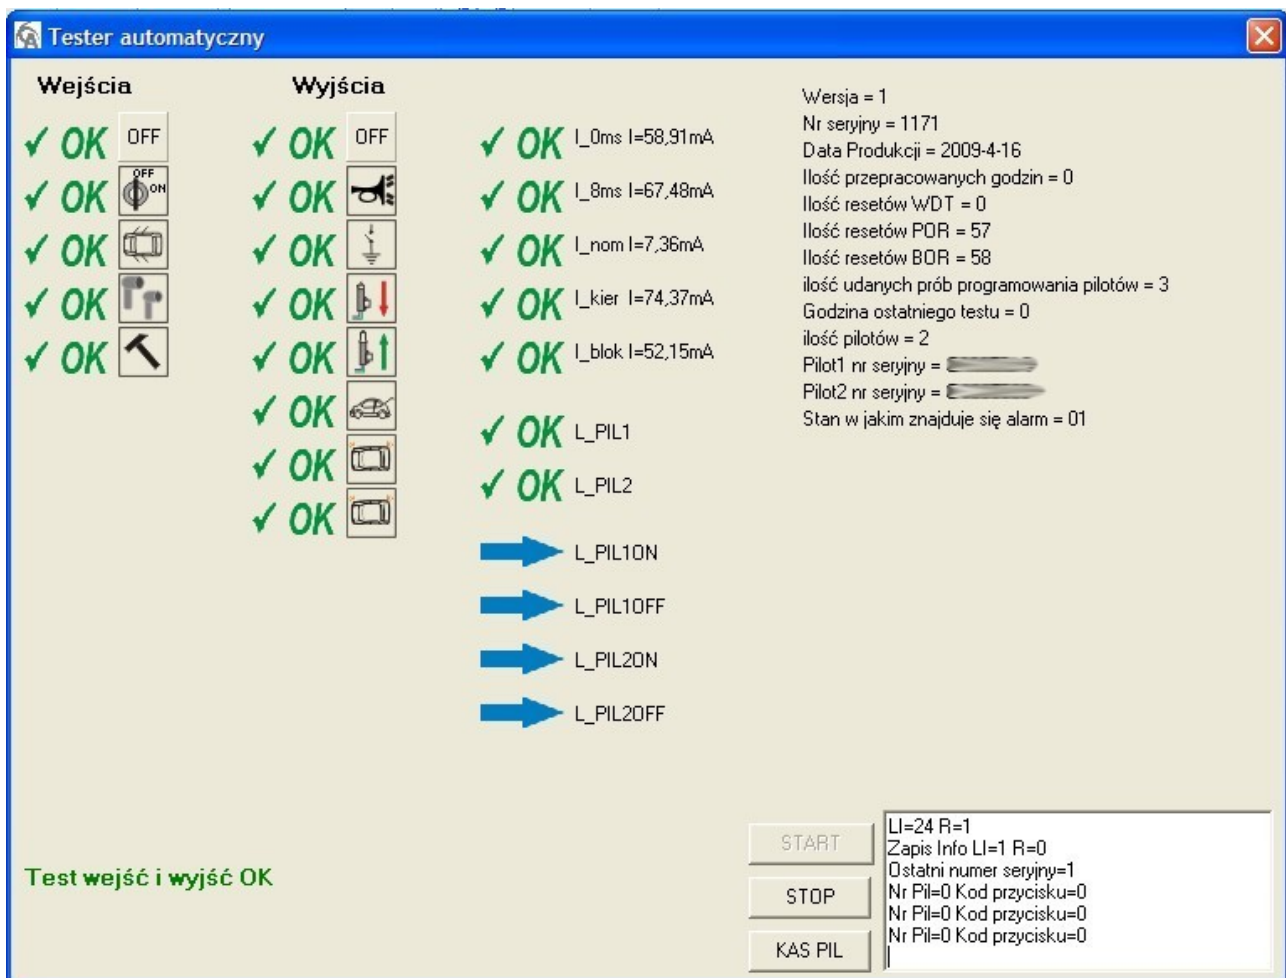 Tester automatyczny
Wejścia
OK OFF
OK OFF ON
OK
OK
OK
Wyjścia
OK OFF
OK
OK
OK
OK
OK
OK
OK
OK I_0ms I=58,91mA
OK I_8ms I=67,48mA
OK I_nom I=7,36mA
OK I_kier I=74,37mA
OK I_blok I=52,15mA
OK L_PIL1
OK L_PIL2
L_PIL1ON
L_PIL1OFF
L_PIL2ON
L_PIL2OFF
Wersja = 1
Nr seryjny = 1171
Data Produkcji = 2009-4-16
Ilość przepracowanych godzin = 0
Ilość resetów WDT = 0
Ilość resetów POR = 57
Ilość resetów BOR = 58
ilość udanych prób programowania pilotów = 3
Godzina ostatniego testu = 0
ilość pilotów = 2
Pilot1 nr seryjny =
Pilot2 nr seryjny =
Stan w jakim znajduje się alarm = 01
Test wejść i wyjść OK
START
STOP
KAS PIL
LI=24 R=1
Zapis Info LI=1 R=0
Ostatni numer seryjny=1
Nr Pil=0 Kod przycisku=0
Nr Pil=0 Kod przycisku=0
Nr Pil=0 Kod przycisku=0